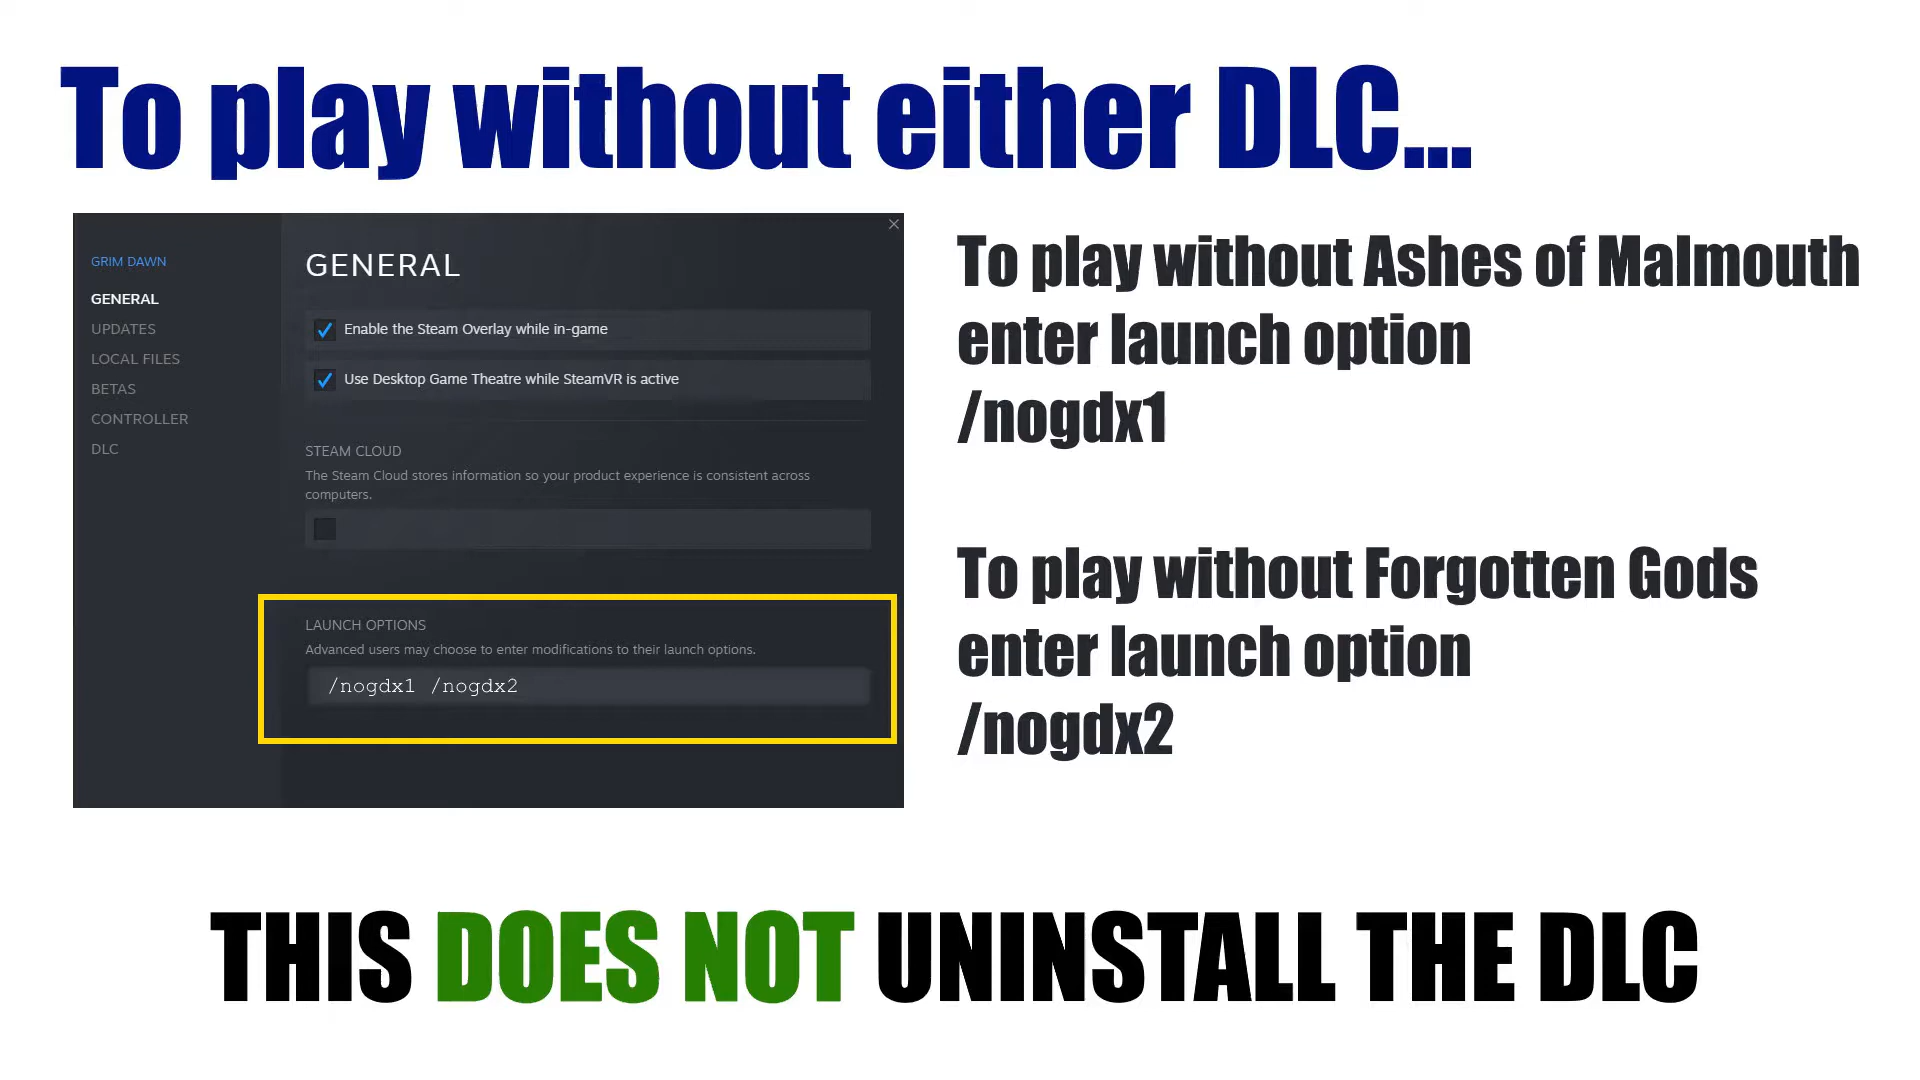 To play without either DLC...
GRIM DAWN
GENERAL
UPDATES
LOCAL FILES
BETAS
CONTROLLER
DLC
GENERAL
Enable the Steam Overlay while in-game
Use Desktop Game Theatre while SteamVR is active
STEAM CLOUD
The Steam Cloud stores information so your product experience is consistent across
computers.
LAUNCH OPTIONS
Advanced users may choose to enter modifications to their launch options.
/nogdx1 /nogdx2
To play without Ashes of Malmouth
enter launch option
/nogdx1
To play without Forgotten Gods
enter launch option
/nogdx2
THIS DOES NOT UNINSTALL THE DLC